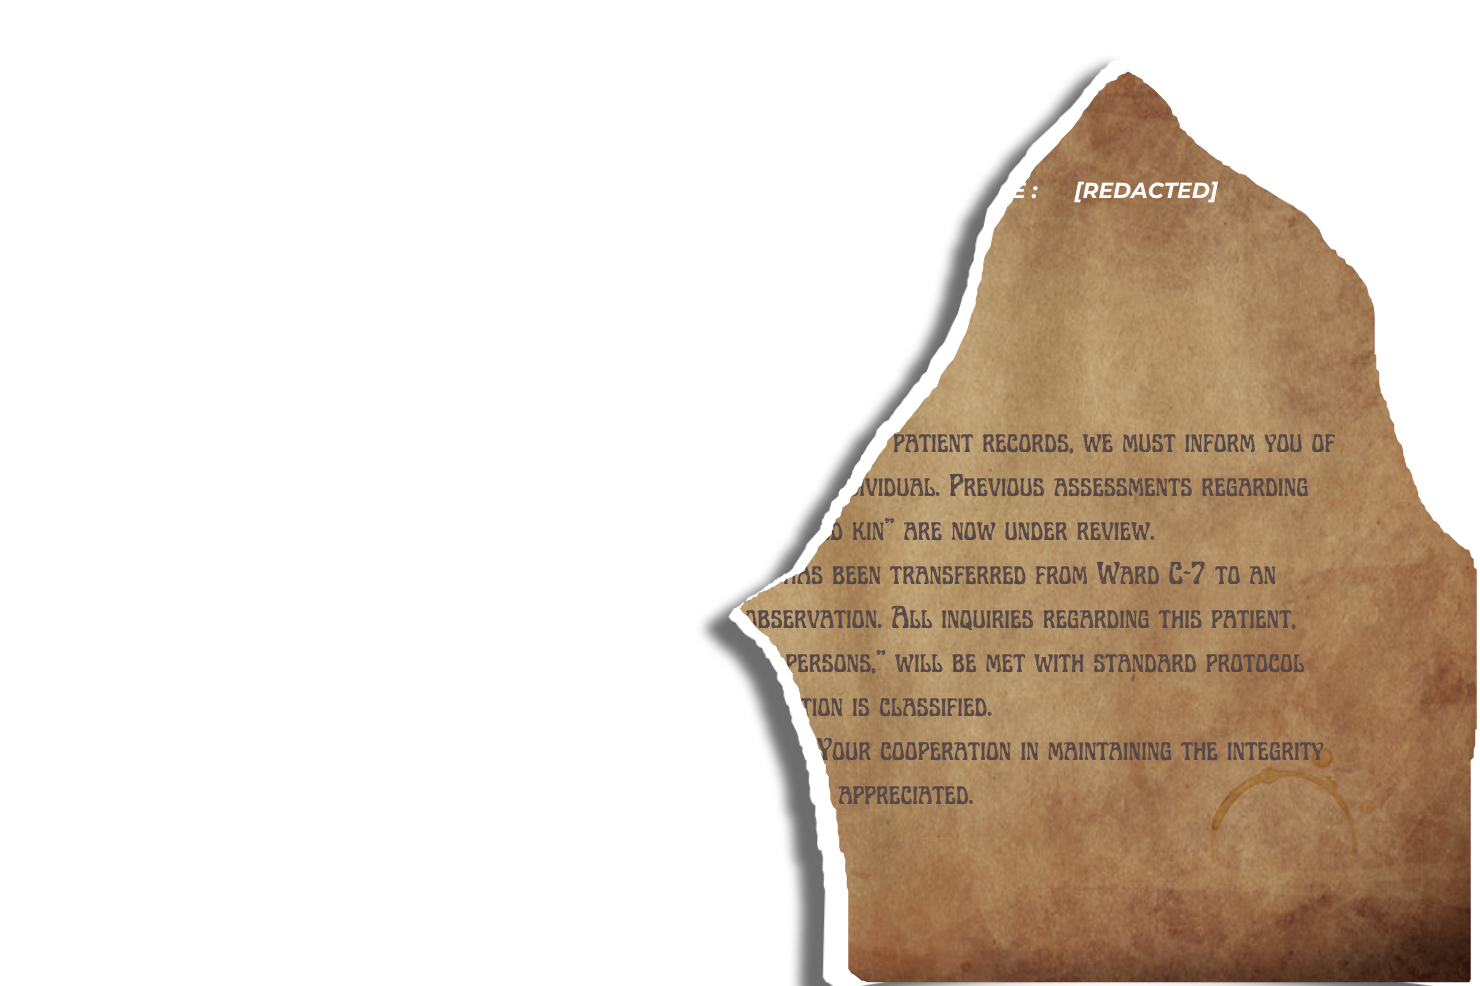 E : [REDACTED]
PATIENT RECORDS, WE MUST INFORM YOU OF
IVIDUAL. PREVIOUS ASSESSMENTS REGARDING
D KIN” ARE NOW UNDER REVIEW.
HAS BEEN TRANSFERRED FROM WARD C-7 TO AN
OBSERVATION. ALL INQUIRIES REGARDING THIS PATIENT,
PERSONS,” WILL BE MET WITH STANDARD PROTOCOL
TION IS CLASSIFIED.
YOUR COOPERATION IN MAINTAINING THE INTEGRITY
APPRECIATED.